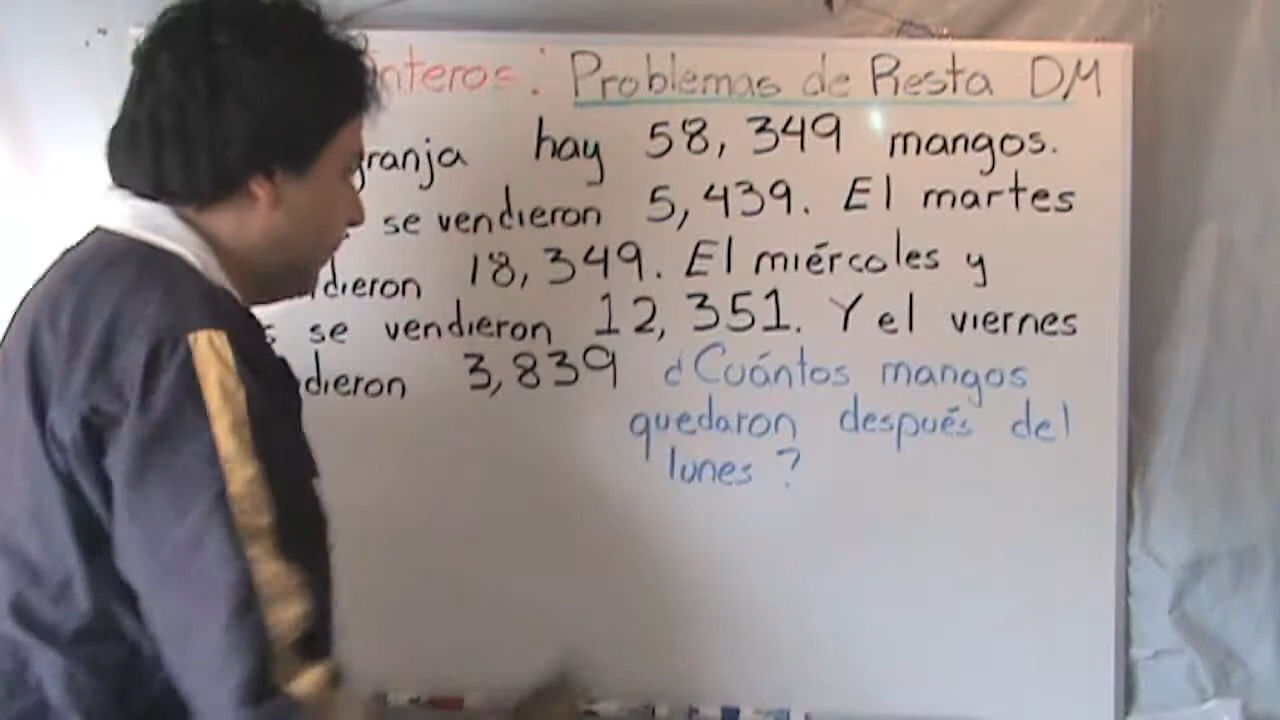 nteros: Problemas de Resta DM
granja hay 58,349 mangos.
se vendieron 5,439. El martes
dieron 18,349. El miércoles y
s se vendieron 12,351. Y el viernes
dieron 3,839 ¿Cuántos mangos
quedaron después del
lunes?